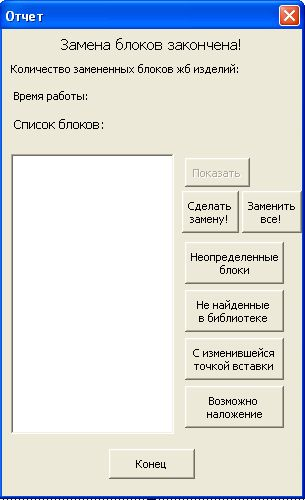 Отчет
Замена блоков закончена!
Количество замененных блоков жб изделий:
Время работы:
Список блоков:
Показать
Сделать
замену!
Заменить
все!
Неопределенные
блоки
Не найденные
в библиотеке
С изменившейся
точкой вставки
Возможно
наложение
Конец